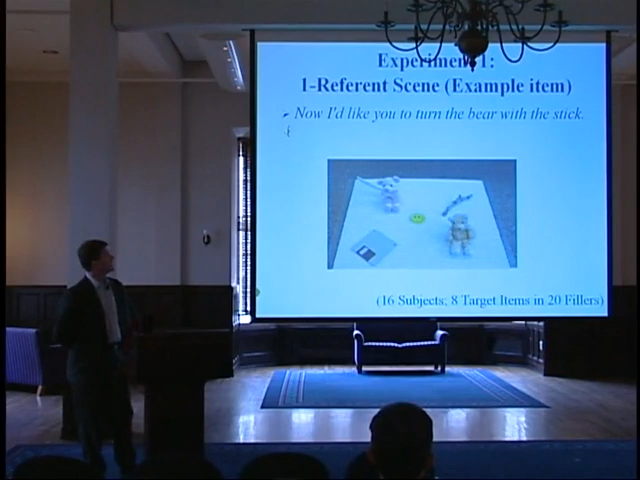 Experiment 1:
1-Referent Scene (Example item)
Now I'd like you to turn the bear with the stick.
(16 Subjects; 8 Target Items in 20 Fillers)